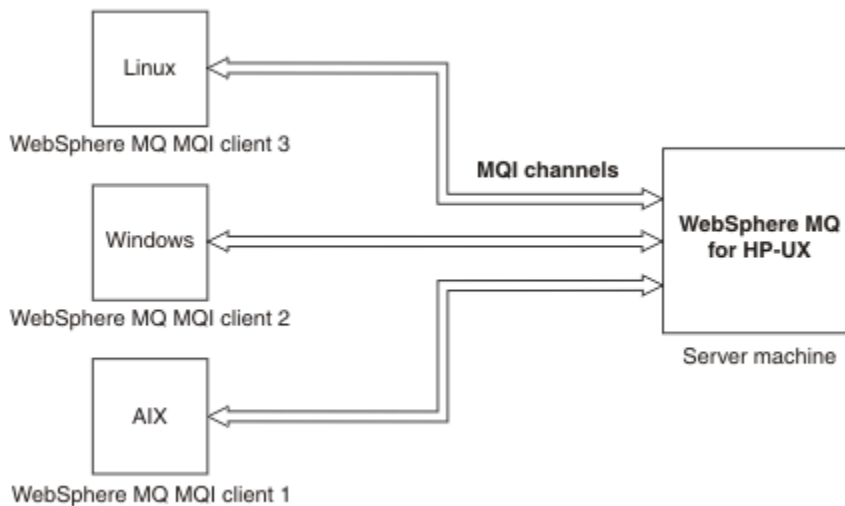 Linux
WebSphere MQ MQI client 3
MQI channels
WebSphere MQ
for HP-UX
Windows
WebSphere MQ MQI client 2
Server machine
AIX
WebSphere MQ MQI client 1